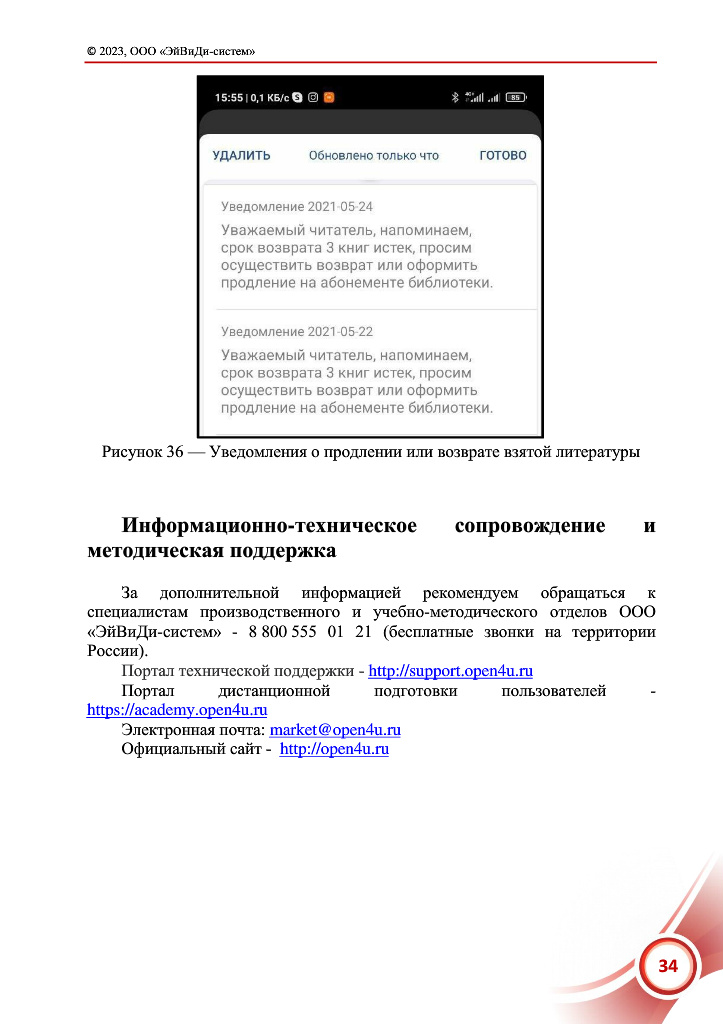 © 2023, ООО «ЭйВиДи-систем»
15:55 | 0,1 КБ/с
4G+
85
УДАЛИТЬ Обновлено только что ГОТОВО
Уведомление 2021-05-24
Уважаемый читатель, напоминаем,
срок возврата 3 книг истек, просим
осуществить возврат или оформить
продление на абонементе библиотеки.
Уведомление 2021-05-22
Уважаемый читатель, напоминаем,
срок возврата 3 книг истек, просим
осуществить возврат или оформить
продление на абонементе библиотеки.
Рисунок 36 — Уведомления о продлении или возврате взятой литературы
Информационно-техническое сопровождение и
методическая поддержка
За дополнительной информацией рекомендуем обращаться к
специалистам производственного и учебно-методического отделов ООО
«ЭйВиДи-систем» - 8 800 555 01 21 (бесплатные звонки на территории
России).
Портал технической поддержки - http://support.open4u.ru
Портал дистанционной подготовки пользователей -
https://academy.open4u.ru
Электронная почта: market@open4u.ru
Официальный сайт - http://open4u.ru
34